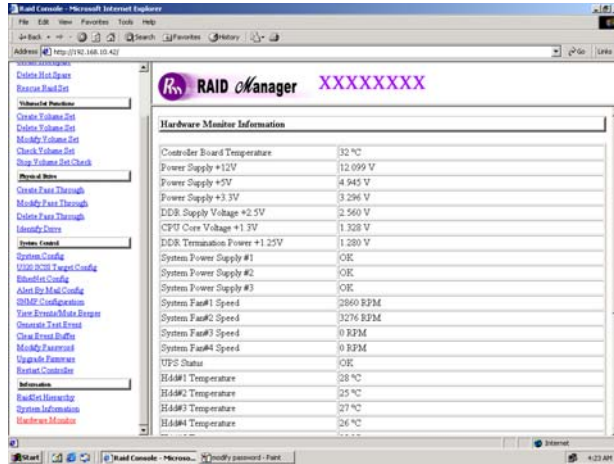 Raid Console - Microsoft Internet Explorer
File Edit View Favorites Tools Help
Back Search Favorites History
Address http://192.168.10.42/ Go Links
Delete Hot Spare
Rescue Raid Set
Volume Set Functions
Create Volume Set
Delete Volume Set
Modify Volume Set
Check Volume Set
Stop Volume Set Check
Physical Drive
Create Pass Through
Modify Pass Through
Delete Pass Through
Identify Drive
System Control
System Config
U320 SCSI Target Config
EtherNet Config
Alert By Mail Config
SNMP Configuration
View Events/Mute Beeper
Generate Test Event
Clear Event Buffer
Modify Password
Upgrade Firmware
Restart Controller
Information
RaidSet Hierarchy
System Information
Hardware Monitor
Rm RAID Manager XXXXXXXX
Hardware Monitor Information
Controller Board Temperature 32 ºC
Power Supply +12V 12.099 V
Power Supply +5V 4.945 V
Power Supply +3.3V 3.296 V
DDR Supply Voltage +2.5V 2.560 V
CPU Core Voltage +1.3V 1.328 V
DDR Termination Power +1.25V 1.280 V
System Power Supply #1 OK
System Power Supply #2 OK
System Power Supply #3 OK
System Fan#1 Speed 2860 RPM
System Fan#2 Speed 3276 RPM
System Fan#3 Speed 0 RPM
System Fan#4 Speed 0 RPM
UPS Status OK
Hdd#1 Temperature 28 ºC
Hdd#2 Temperature 25 ºC
Hdd#3 Temperature 27 ºC
Hdd#4 Temperature 26 ºC
Internet
Start Raid Console - Microso... modify password - Paint 4:23 AM